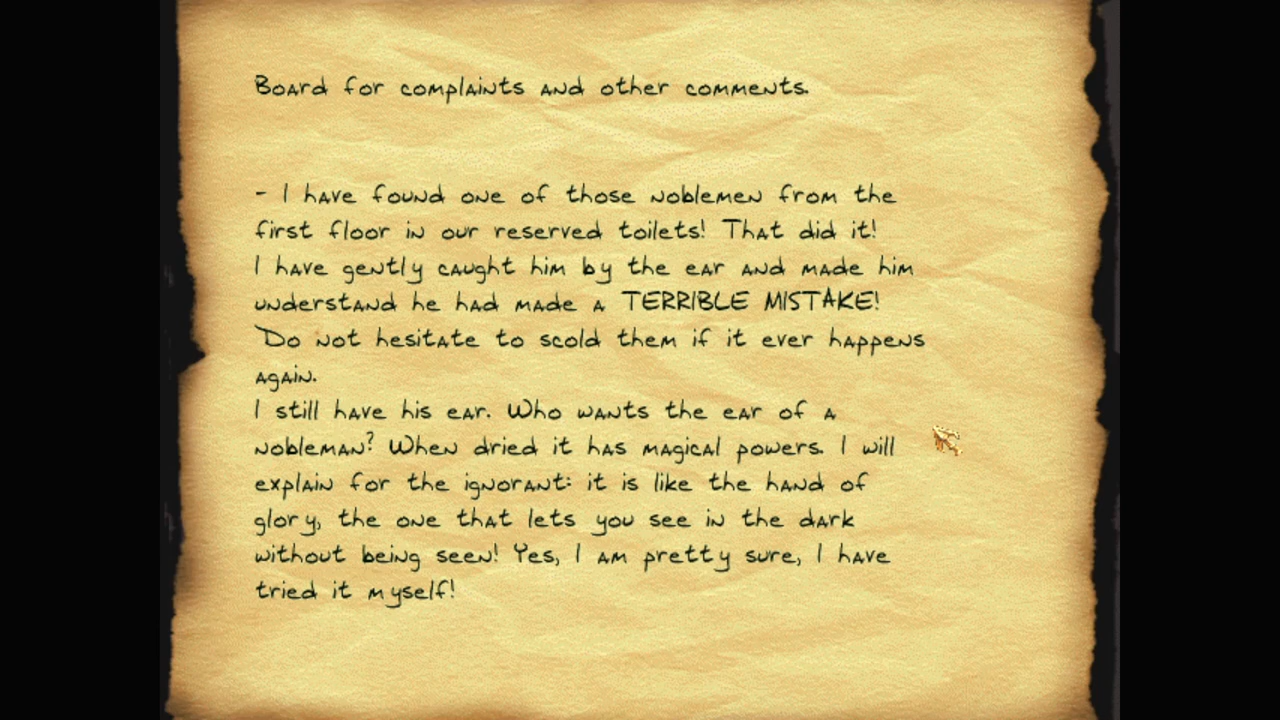 Board for complaints and other comments.
- I have found one of those noblemen from the
first floor in our reserved toilets! That did it!
I have gently caught him by the ear and made him
understand he had made a TERRIBLE MISTAKE!
Do not hesitate to scold them if it ever happens
again.
I still have his ear. Who wants the ear of a
nobleman? When dried it has magical powers. I will
explain for the ignorant: it is like the hand of
glory, the one that lets you see in the dark
without being seen! Yes, I am pretty sure, I have
tried it myself!